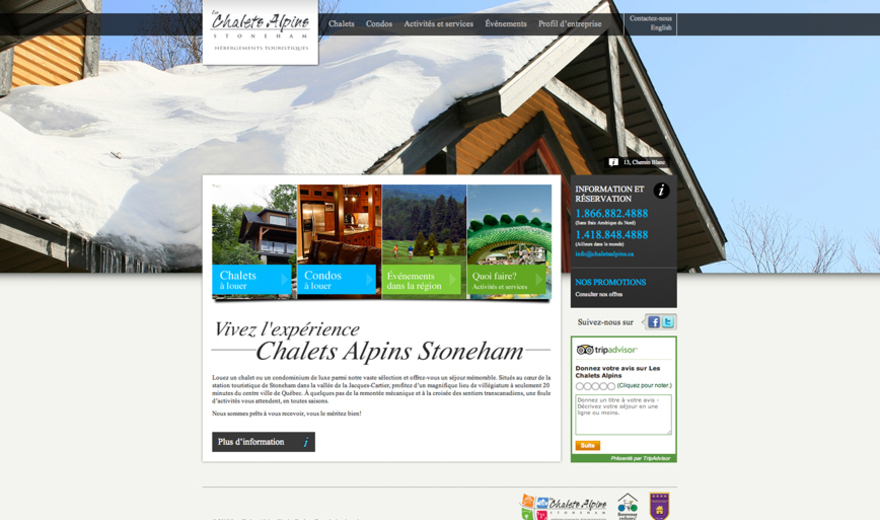 Les
Chalets Alpins
STONEHAM
HÉBERGEMENTS TOURISTIQUES
Chalets
Condos
Activités et services
Événements
Profil d'entreprise
Contactez-nous
English
13, Chemin Blanc
Chalets
à louer
Condos
à louer
Événements
dans la région
Quoi faire?
Activités et services
INFORMATION ET
RÉSERVATION
1.866.882.4888
(Sans frais Amérique du Nord)
1.418.848.4888
(Ailleurs dans le monde)
info@chaletsalpins.ca
NOS PROMOTIONS
Consulter nos offres
Suivez-nous sur
Vivez l'expérience
Chalets Alpins Stoneham
Louez un chalet ou un condominium de luxe parmi notre vaste sélection et offrez-vous un séjour mémorable. Situés au cœur de la
station touristique de Stoneham dans la vallée de la Jacques-Cartier, profitez d'un magnifique lieu de villégiature à seulement 20
minutes du centre ville de Québec. À quelques pas de la remontée mécanique et à la croisée des sentiers transcanadiens, une foule
d'activités vous attendent, en toutes saisons.
Nous sommes prêts à vous recevoir, vous le méritez bien!
Plus d'information
tripadvisor
Donnez votre avis sur Les
Chalets Alpins
(Cliquez pour noter.)
Donnez un titre à votre avis -
Décrivez votre séjour en une
ligne ou moins.
Suite
Présenté par TripAdvisor
Chalets Alpins
STONEHAM